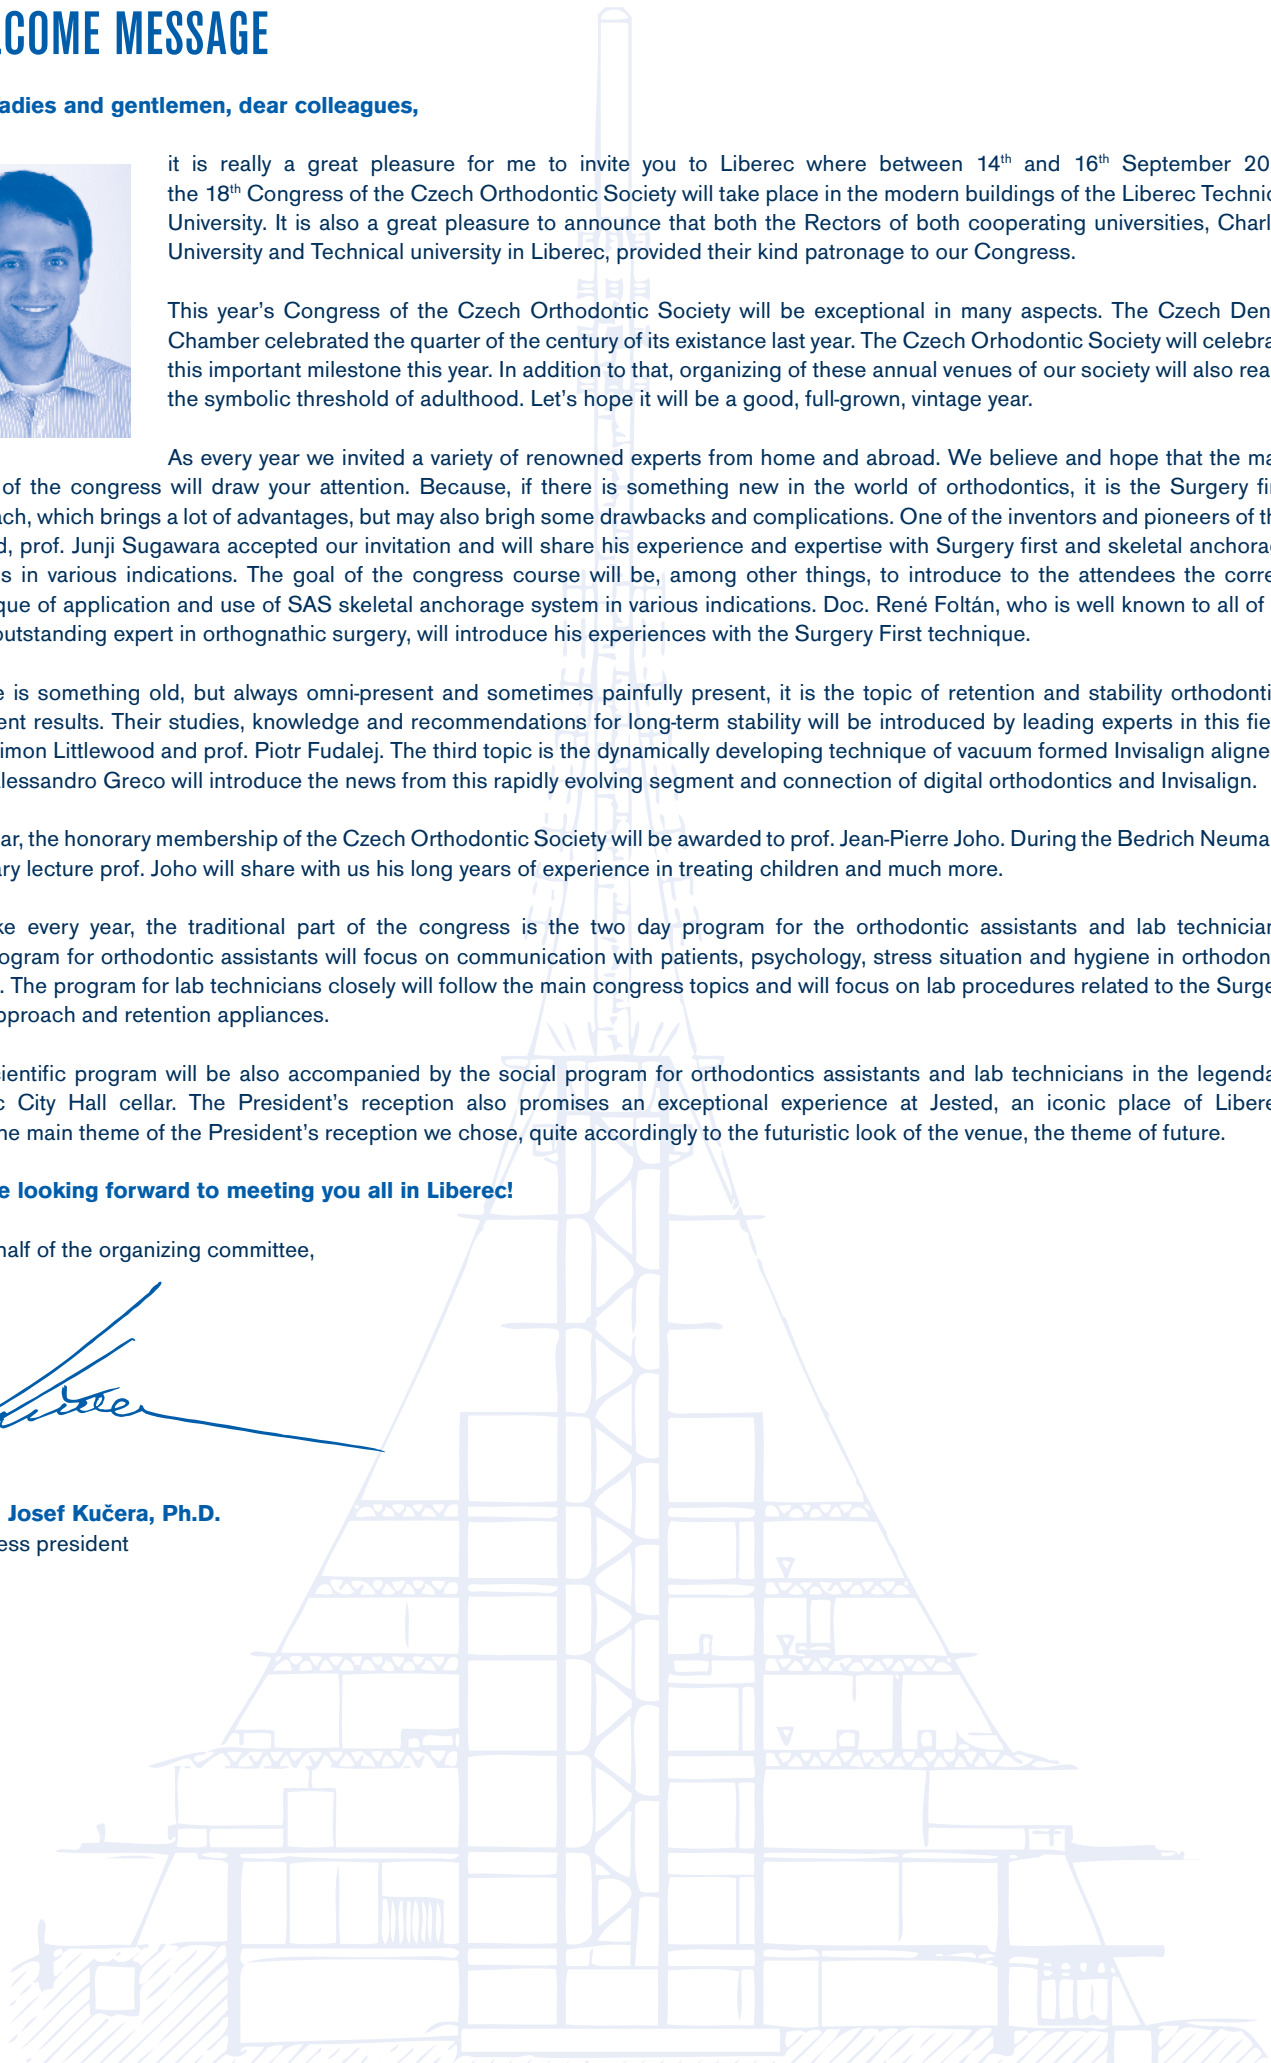 LCOME MESSAGE
adies and gentlemen, dear colleagues,
it is really a great pleasure for me to invite you to Liberec where between 14th and 16th September 20
the 18th Congress of the Czech Orthodontic Society will take place in the modern buildings of the Liberec Technic
University. It is also a great pleasure to announce that both the Rectors of both cooperating universities, Charl
University and Technical university in Liberec, provided their kind patronage to our Congress.
This year's Congress of the Czech Orthodontic Society will be exceptional in many aspects. The Czech Den
Chamber celebrated the quarter of the century of its existance last year. The Czech Orhodontic Society will celebra
this important milestone this year. In addition to that, organizing of these annual venues of our society will also rea
the symbolic threshold of adulthood. Let's hope it will be a good, full-grown, vintage year.
As every year we invited a variety of renowned experts from home and abroad. We believe and hope that the ma
of the congress will draw your attention. Because, if there is something new in the world of orthodontics, it is the Surgery fi
ach, which brings a lot of advantages, but may also brigh some drawbacks and complications. One of the inventors and pioneers of th
d, prof. Junji Sugawara accepted our invitation and will share his experience and expertise with Surgery first and skeletal anchorag
s in various indications. The goal of the congress course will be, among other things, to introduce to the attendees the corre
que of application and use of SAS skeletal anchorage system in various indications. Doc. René Foltán, who is well known to all of
outstanding expert in orthognathic surgery, will introduce his experiences with the Surgery First technique.
e is something old, but always omni-present and sometimes painfully present, it is the topic of retention and stability orthodonti
ent results. Their studies, knowledge and recommendations for long-term stability will be introduced by leading experts in this fie
imon Littlewood and prof. Piotr Fudalej. The third topic is the dynamically developing technique of vacuum formed Invisalign aligne
lessandro Greco will introduce the news from this rapidly evolving segment and connection of digital orthodontics and Invisalign.
ar, the honorary membership of the Czech Orthodontic Society will be awarded to prof. Jean-Pierre Joho. During the Bedrich Neuma
ary lecture prof. Joho will share with us his long years of experience in treating children and much more.
ke every year, the traditional part of the congress is the two day program for the orthodontic assistants and lab technician
ogram for orthodontic assistants will focus on communication with patients, psychology, stress situation and hygiene in orthodon
. The program for lab technicians closely will follow the main congress topics and will focus on lab procedures related to the Surge
pproach and retention appliances.
ientific program will be also accompanied by the social program for orthodontics assistants and lab technicians in the legenda
c City Hall cellar. The President's reception also promises an exceptional experience at Jested, an iconic place of Libere
he main theme of the President's reception we chose, quite accordingly to the futuristic look of the venue, the theme of future.
e looking forward to meeting you all in Liberec!
half of the organizing committee,
Josef Kučera, Ph.D.
ess president